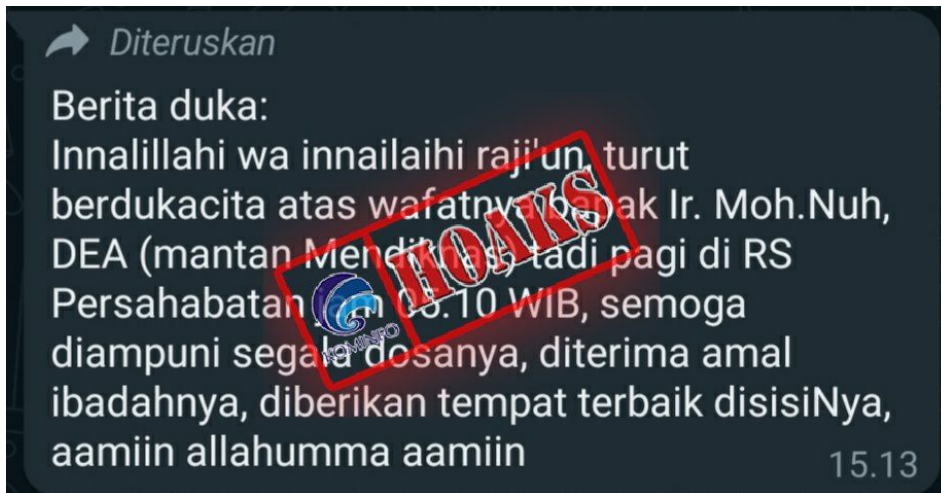 Diteruskan
Berita duka:
Innalillahi wa innailaihi raji'un, turut
berdukacita atas wafatnya bapak Ir. Moh.Nuh,
DEA (mantan Mendiknas) tadi pagi di RS
Persahabatan jam 06.10 WIB, semoga
diampuni segala dosanya, diterima amal
ibadahnya, diberikan tempat terbaik disisiNya,
aamiin allahumma aamiin
15.13
HOAKS
KOMINFO